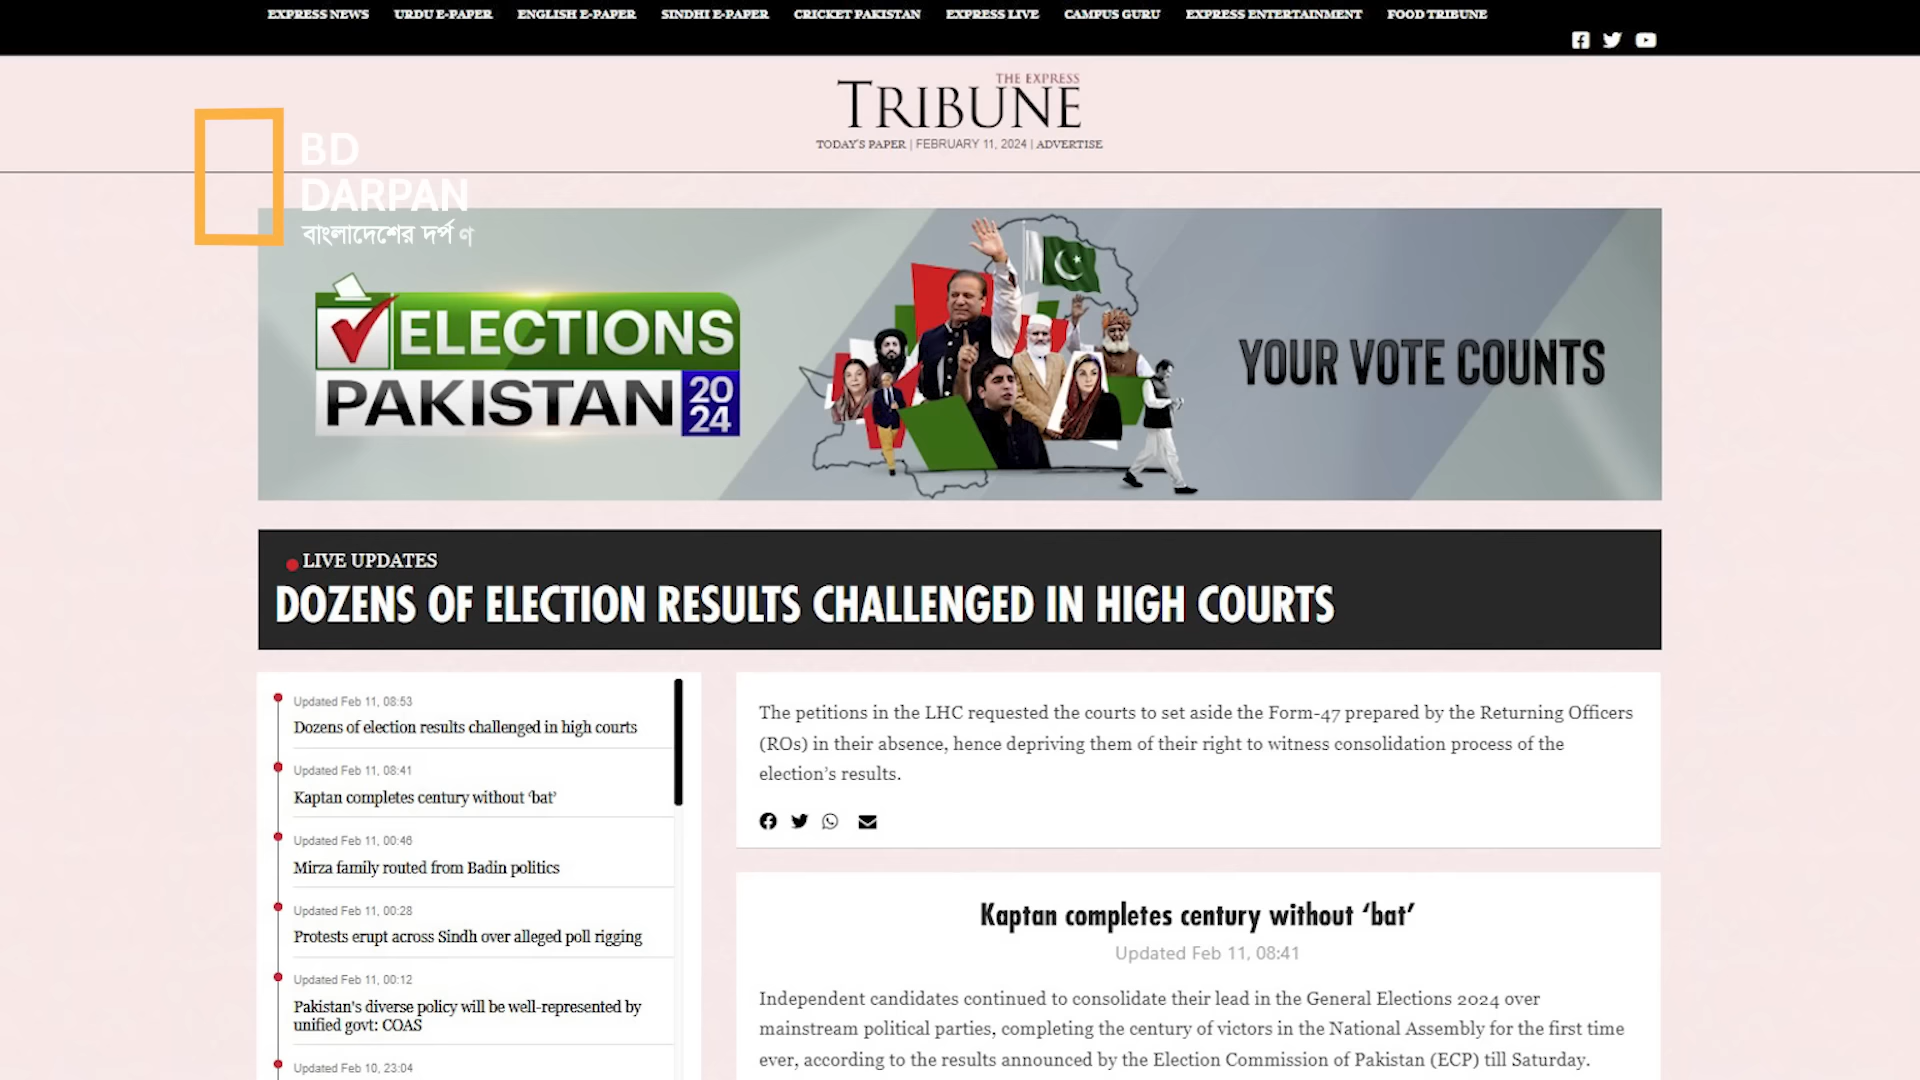 EXPRESS NEWS URDU E-PAPER ENGLISH E-PAPER SINDHI E-PAPER CRICKET PAKISTAN EXPRESS LIVE CAMPUS GURU EXPRESS ENTERTAINMENT FOOD TRIBUNE
THE EXPRESS
TRIBUNE
TODAY'S PAPER | FEBRUARY 11, 2024 | ADVERTISE
BD
DARPAN
বাংলাদেশের দর্পণ
ELECTIONS
PAKISTAN 2024
YOUR VOTE COUNTS
LIVE UPDATES
DOZENS OF ELECTION RESULTS CHALLENGED IN HIGH COURTS
Updated Feb 11, 08:53
Dozens of election results challenged in high courts
Updated Feb 11, 08:41
Kaptan completes century without ‘bat’
Updated Feb 11, 00:46
Mirza family routed from Badin politics
Updated Feb 11, 00:28
Protests erupt across Sindh over alleged poll rigging
Updated Feb 11, 00:12
Pakistan's diverse policy will be well-represented by
unified govt: COAS
Updated Feb 10, 23:04
The petitions in the LHC requested the courts to set aside the Form-47 prepared by the Returning Officers
(ROs) in their absence, hence depriving them of their right to witness consolidation process of the
election’s results.
Kaptan completes century without ‘bat’
Updated Feb 11, 08:41
Independent candidates continued to consolidate their lead in the General Elections 2024 over
mainstream political parties, completing the century of victors in the National Assembly for the first time
ever, according to the results announced by the Election Commission of Pakistan (ECP) till Saturday.